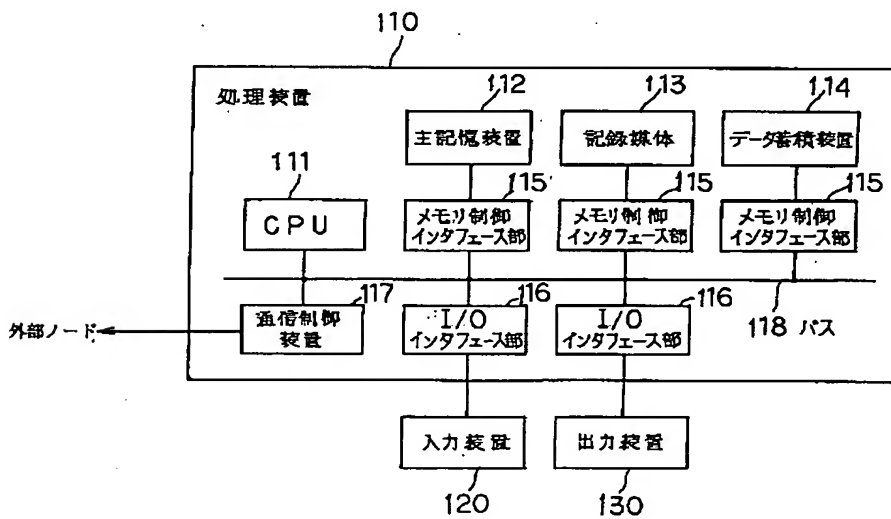 110
処理装置
112
113
114
主記憶装置
記録媒体
データ蓄積装置
111
115
115
115
CPU
メモリ制御
インタフェース部
メモリ制御
インタフェース部
メモリ制御
インタフェース部
117
116
116
外部ノード
通信制御
装置
I/O
インタフェース部
I/O
インタフェース部
118 バス
入力装置
出力装置
120
130